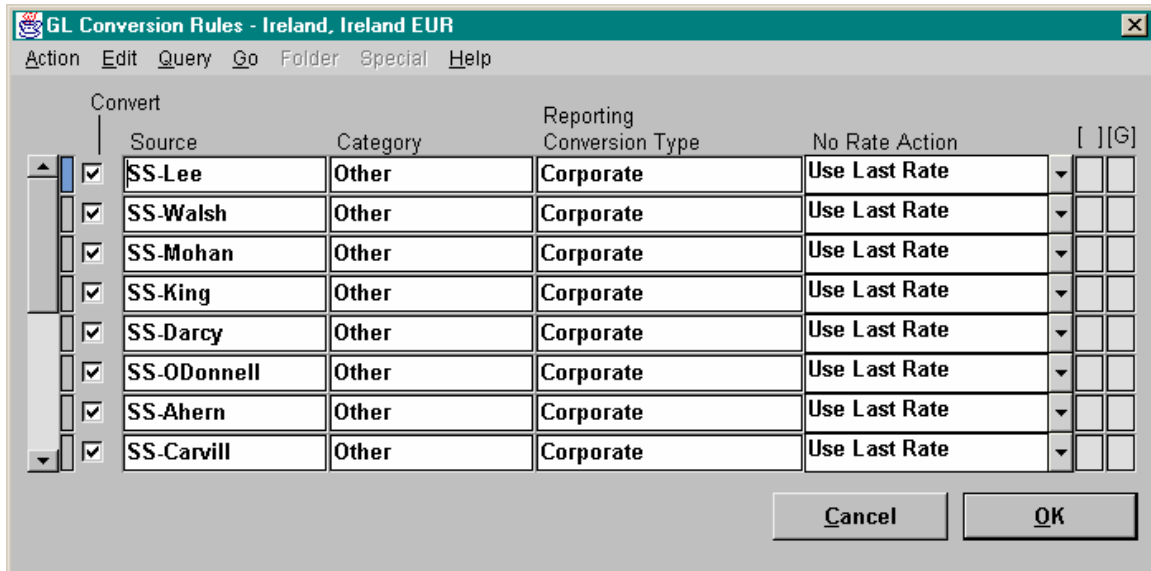 GL Conversion Rules - Ireland, Ireland EUR
Action Edit Query Go Folder Special Help
Convert
Reporting
Source Category Conversion Type No Rate Action [ ][G]
SS-Lee Other Corporate Use Last Rate
SS-Walsh Other Corporate Use Last Rate
SS-Mohan Other Corporate Use Last Rate
SS-King Other Corporate Use Last Rate
SS-Darcy Other Corporate Use Last Rate
SS-ODonnell Other Corporate Use Last Rate
SS-Ahern Other Corporate Use Last Rate
SS-Carvill Other Corporate Use Last Rate
Cancel OK